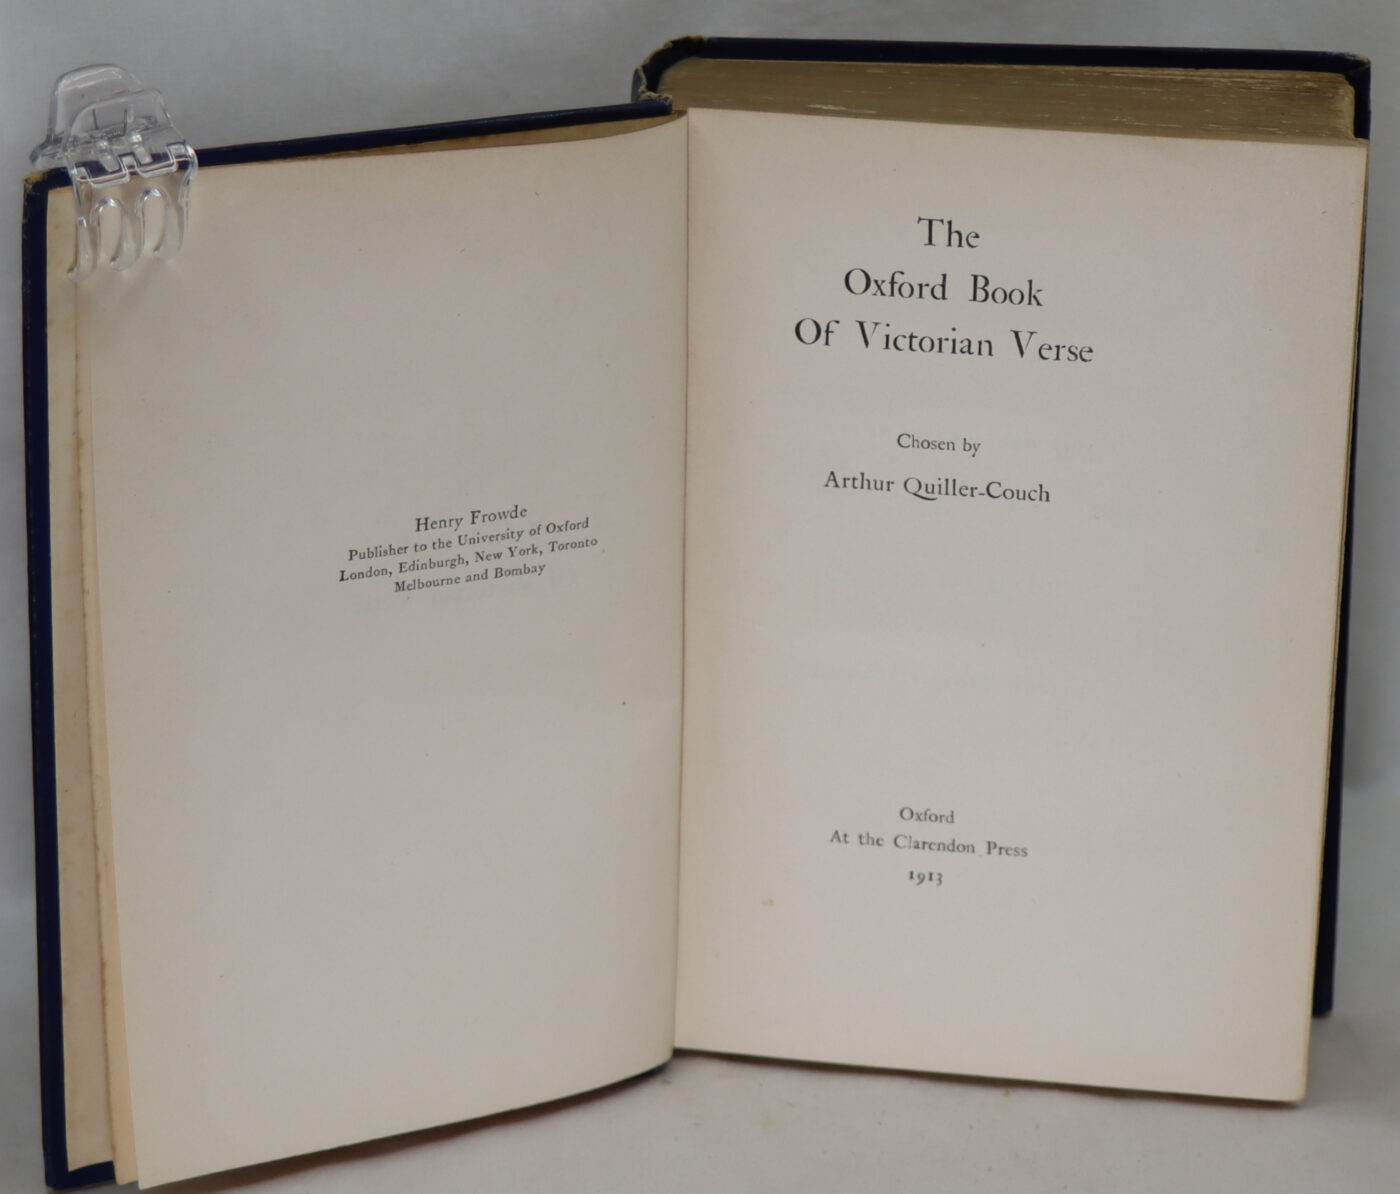 Henry Frowde
Publisher to the University of Oxford
London, Edinburgh, New York, Toronto
Melbourne and Bombay
The
Oxford Book
Of Victorian Verse
Chosen by
Arthur Quiller-Couch
Oxford
At the Clarendon Press
1913